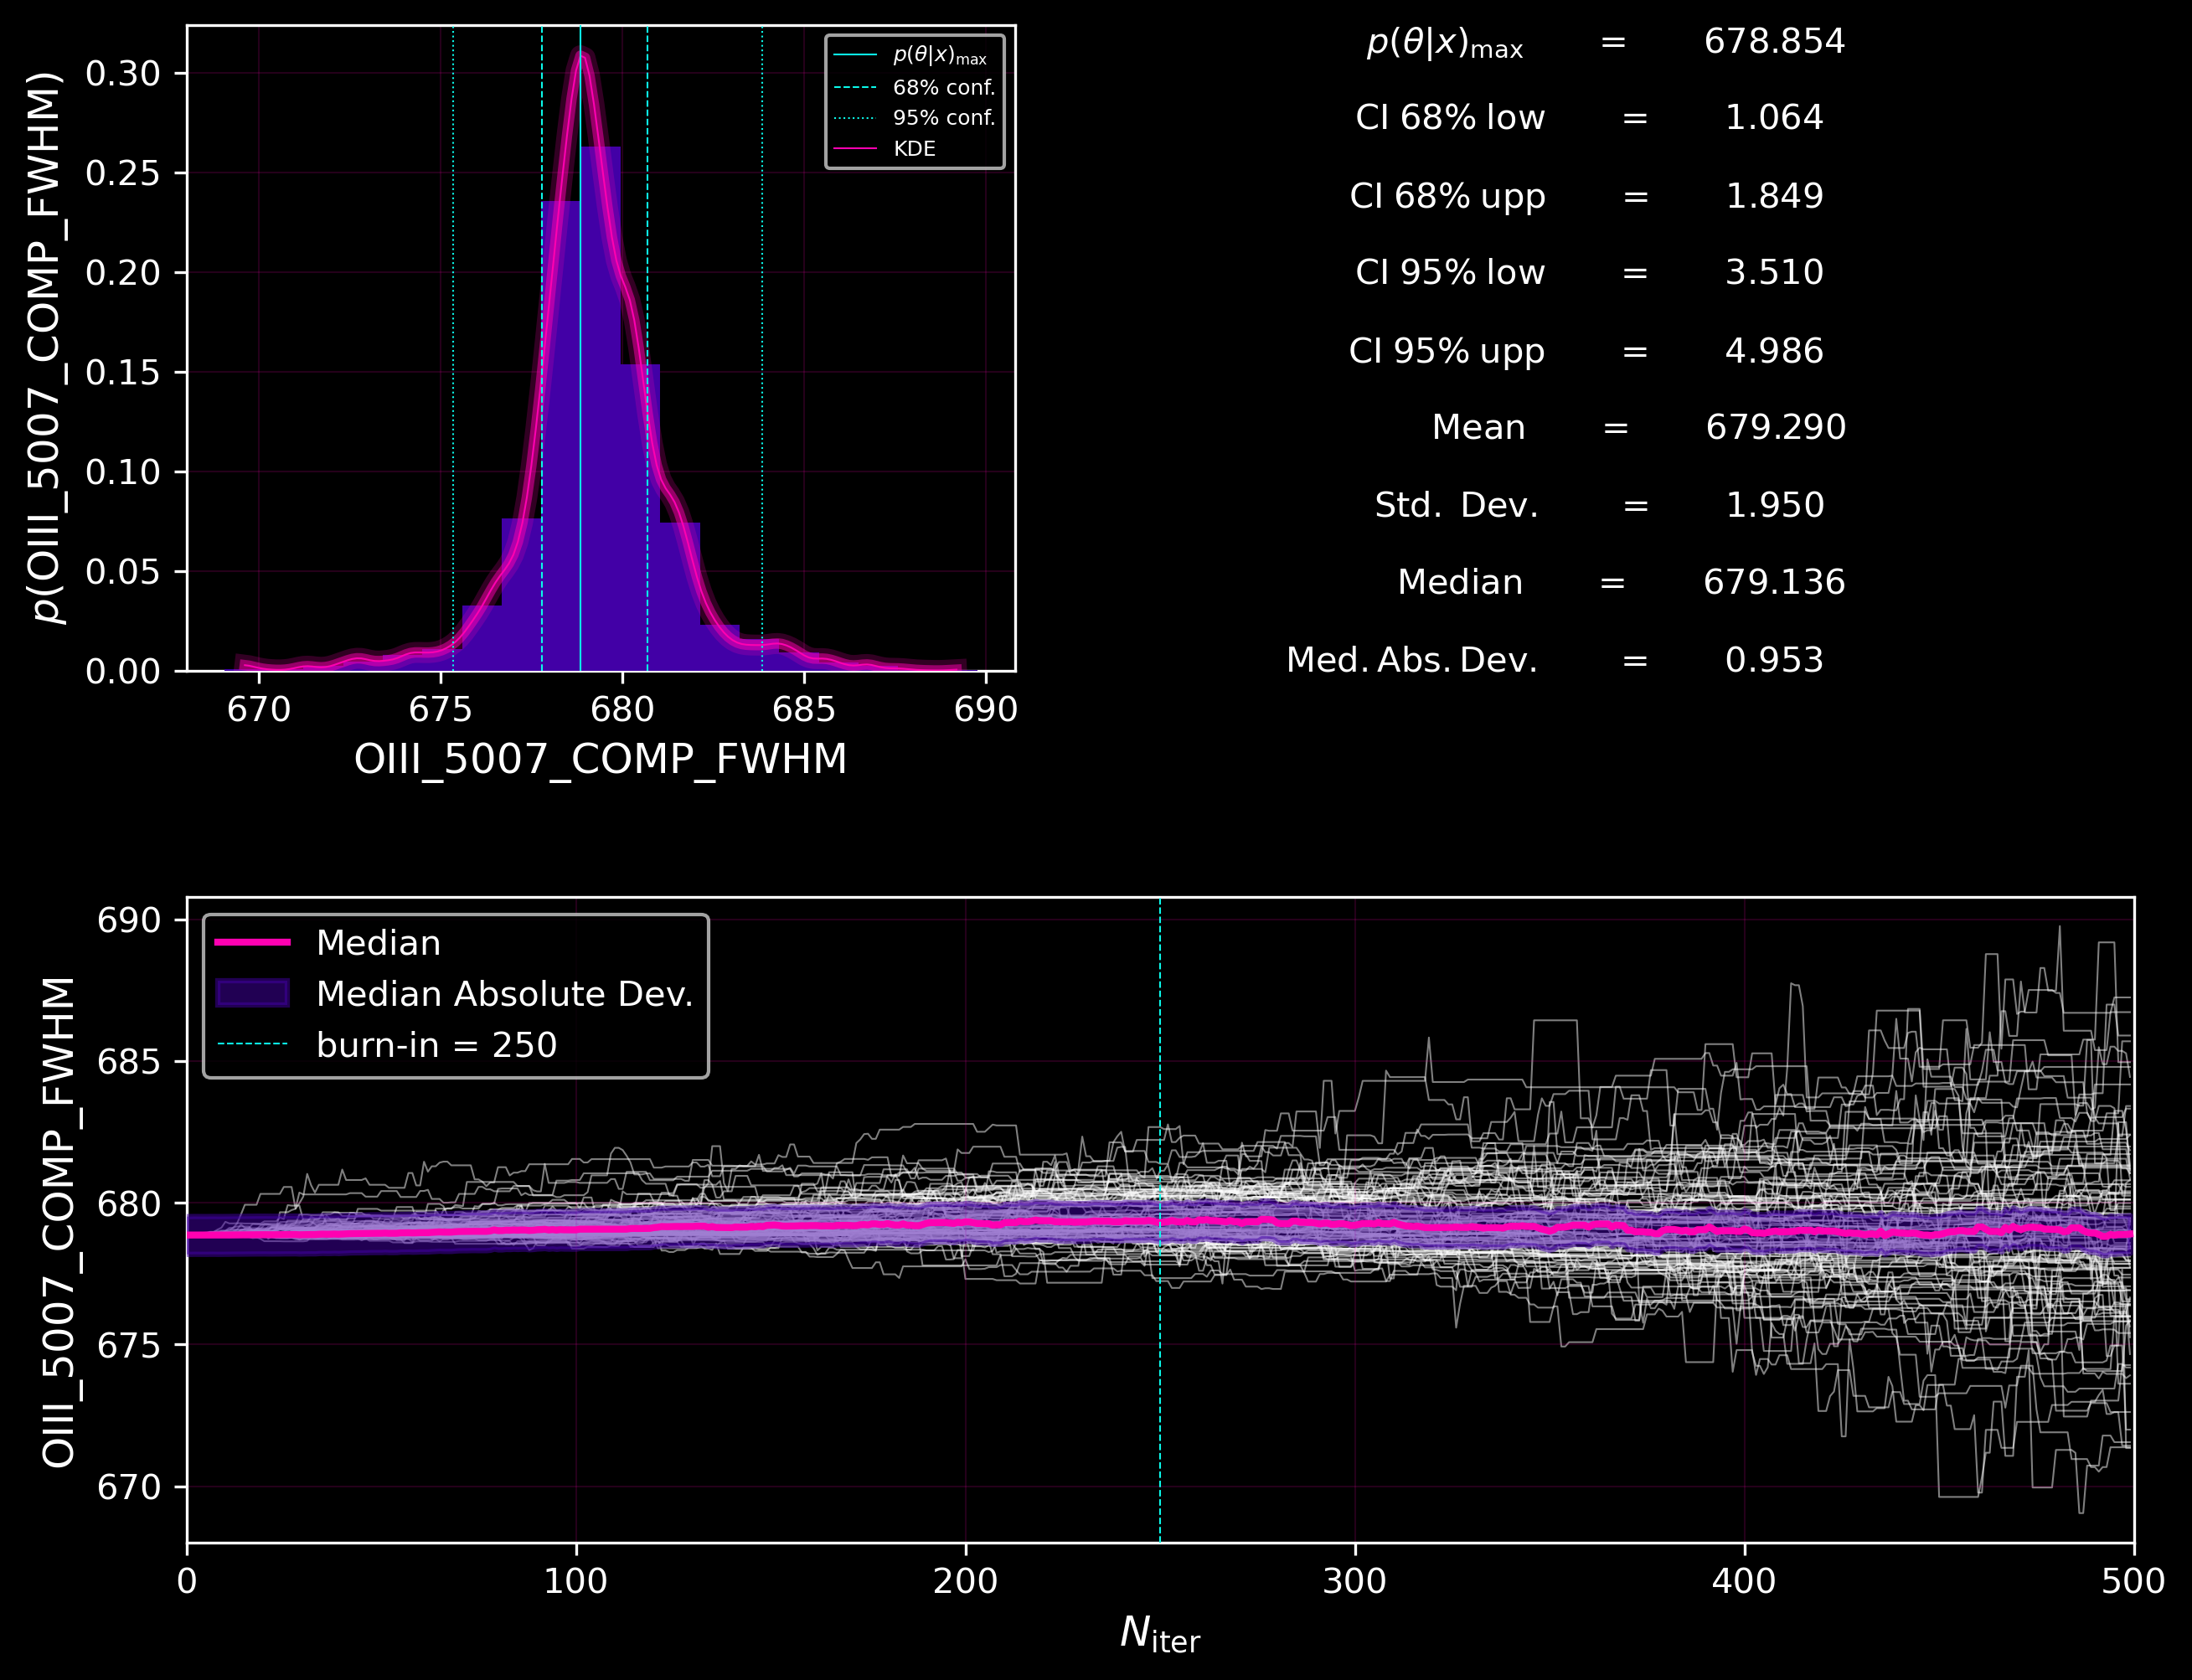 p(OIII_5007_COMP_FWHM)
0.30
0.25
0.20
0.15
0.10
0.05
0.00
670 675 680 685 690
OIII_5007_COMP_FWHM
p(θ|x)max
68% conf.
95% conf.
KDE
p(θ|x)max = 678.854
CI 68% low = 1.064
CI 68% upp = 1.849
CI 95% low = 3.510
CI 95% upp = 4.986
Mean = 679.290
Std. Dev. = 1.950
Median = 679.136
Med. Abs. Dev. = 0.953
OIII_5007_COMP_FWHM
690
685
680
675
670
Median
Median Absolute Dev.
burn-in = 250
0 100 200 300 400 500
Niter